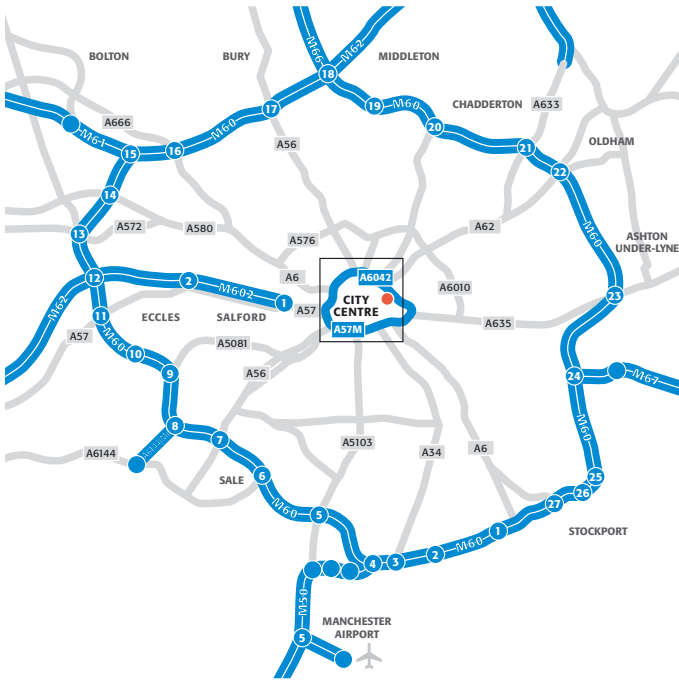 M66
M62
BOLTON
BURY
MIDDLETON
18
19
M60
CHADDERTON
A633
17
A666
M61
M60
20
OLDHAM
15
16
A56
21
22
14
A572
A580
A576
A62
M60
ASHTON
UNDER-LYNE
13
12
2
M602
1
A6
A6042
CITY
CENTRE
A57M
A57
A6010
23
A635
M62
11
ECCLES
SALFORD
A57
M60
10
9
A5081
A56
24
M67
8
7
A6144
A5103
A34
A6
M60
SALE
6
25
26
27
M60
5
1
STOCKPORT
M60
4
3
2
M50
MANCHESTER
AIRPORT
5